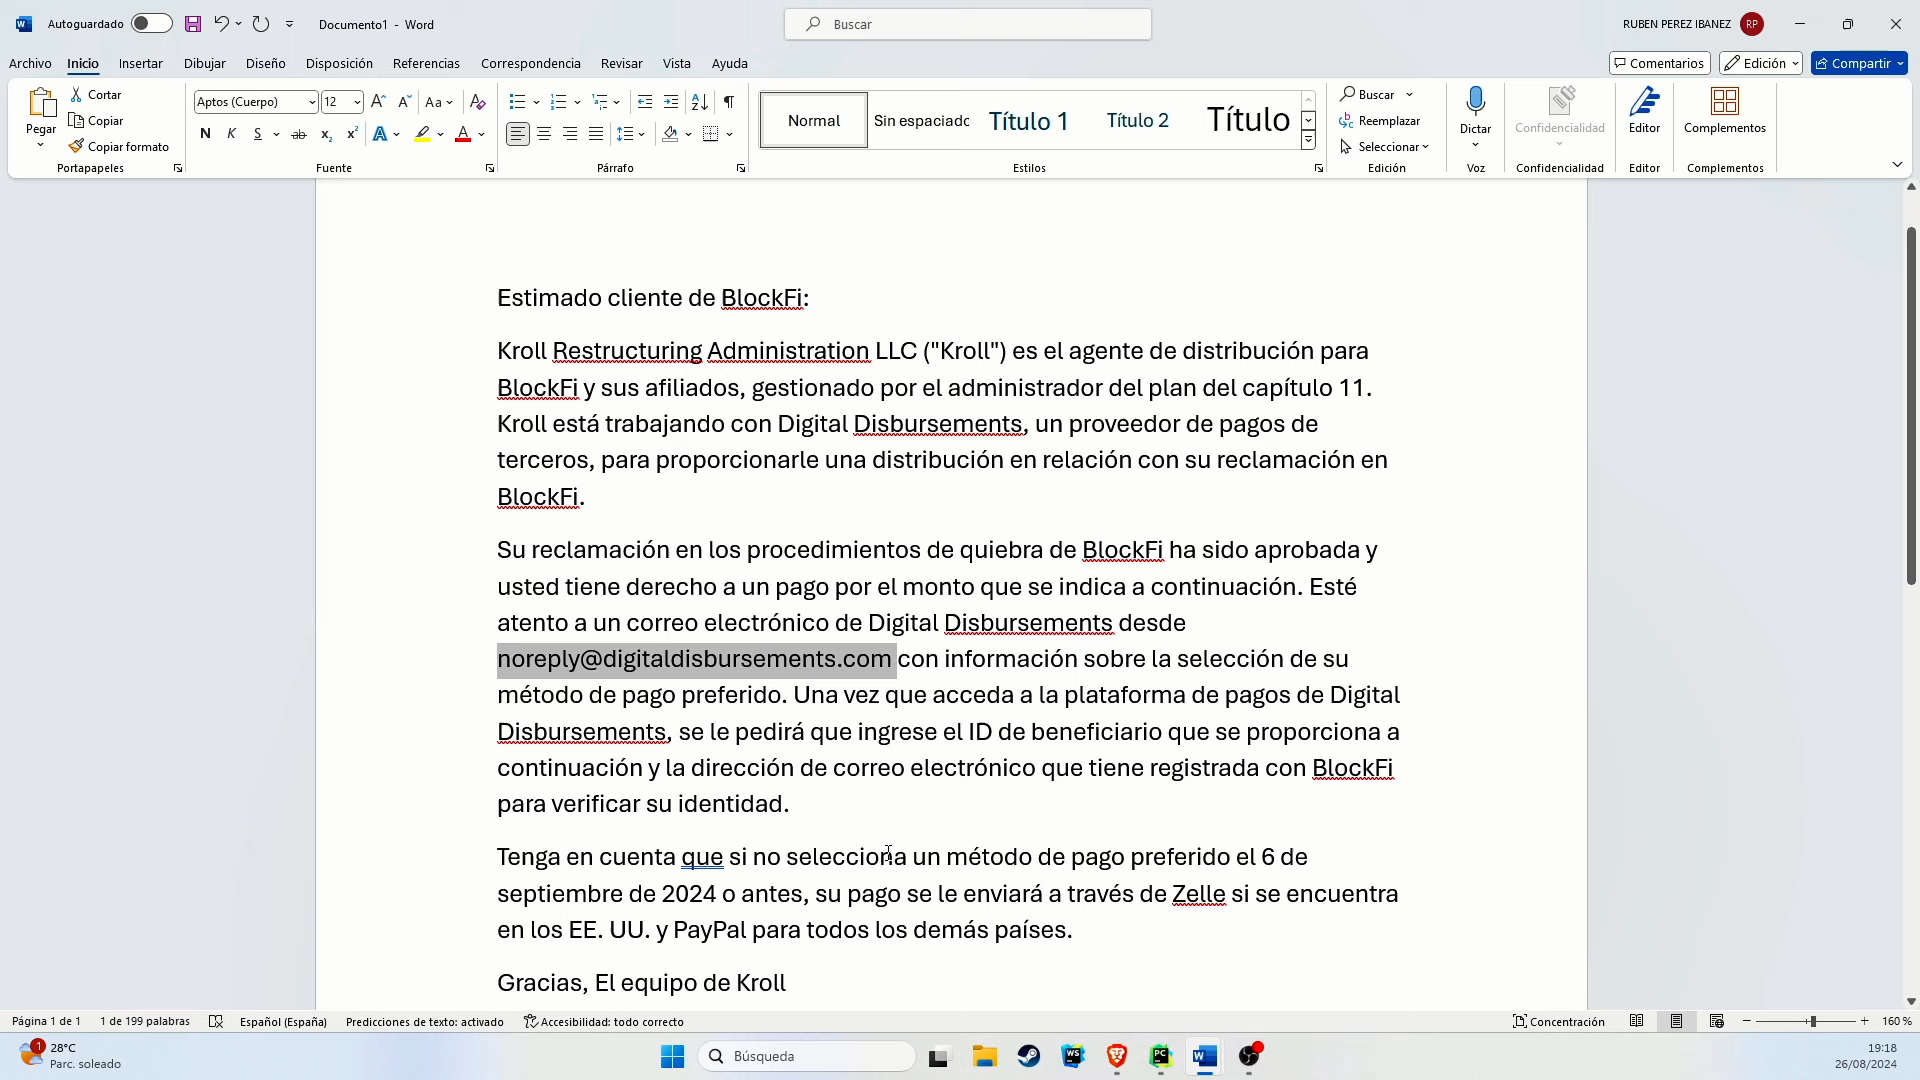 Autoguardado
Documento1 - Word
Buscar
RUBEN PEREZ IBANEZ RP
Archivo Inicio Insertar Dibujar Diseño Disposición Referencias Correspondencia Revisar Vista Ayuda
Comentarios Edición Compartir
Pegar
Cortar
Copiar
Copiar formato
Portapapeles
Aptos (Cuerpo) 12
N K S ab x₂ x²
Fuente
Párrafo
Normal
Sin espaciado
Título 1
Título 2
Título
Estilos
Buscar
Reemplazar
Seleccionar
Edición
Dictar
Voz
Confidencialidad
Confidencialidad
Editor
Editor
Complementos
Complementos
Estimado cliente de BlockFi:
Kroll Restructuring Administration LLC ("Kroll") es el agente de distribución para
BlockFi y sus afiliados, gestionado por el administrador del plan del capítulo 11.
Kroll está trabajando con Digital Disbursements, un proveedor de pagos de
terceros, para proporcionarle una distribución en relación con su reclamación en
BlockFi.
Su reclamación en los procedimientos de quiebra de BlockFi ha sido aprobada y
usted tiene derecho a un pago por el monto que se indica a continuación. Esté
atento a un correo electrónico de Digital Disbursements desde
noreply@digitaldisbursements.com con información sobre la selección de su
método de pago preferido. Una vez que acceda a la plataforma de pagos de Digital
Disbursements, se le pedirá que ingrese el ID de beneficiario que se proporciona a
continuación y la dirección de correo electrónico que tiene registrada con BlockFi
para verificar su identidad.
Tenga en cuenta que si no selecciona un método de pago preferido el 6 de
septiembre de 2024 o antes, su pago se le enviará a través de Zelle si se encuentra
en los EE. UU. y PayPal para todos los demás países.
Gracias, El equipo de Kroll
Página 1 de 1 1 de 199 palabras Español (España) Predicciones de texto: activado Accesibilidad: todo correcto
Concentración 160 %
1
28°C
Parc. soleado
Búsqueda
19:18
26/08/2024